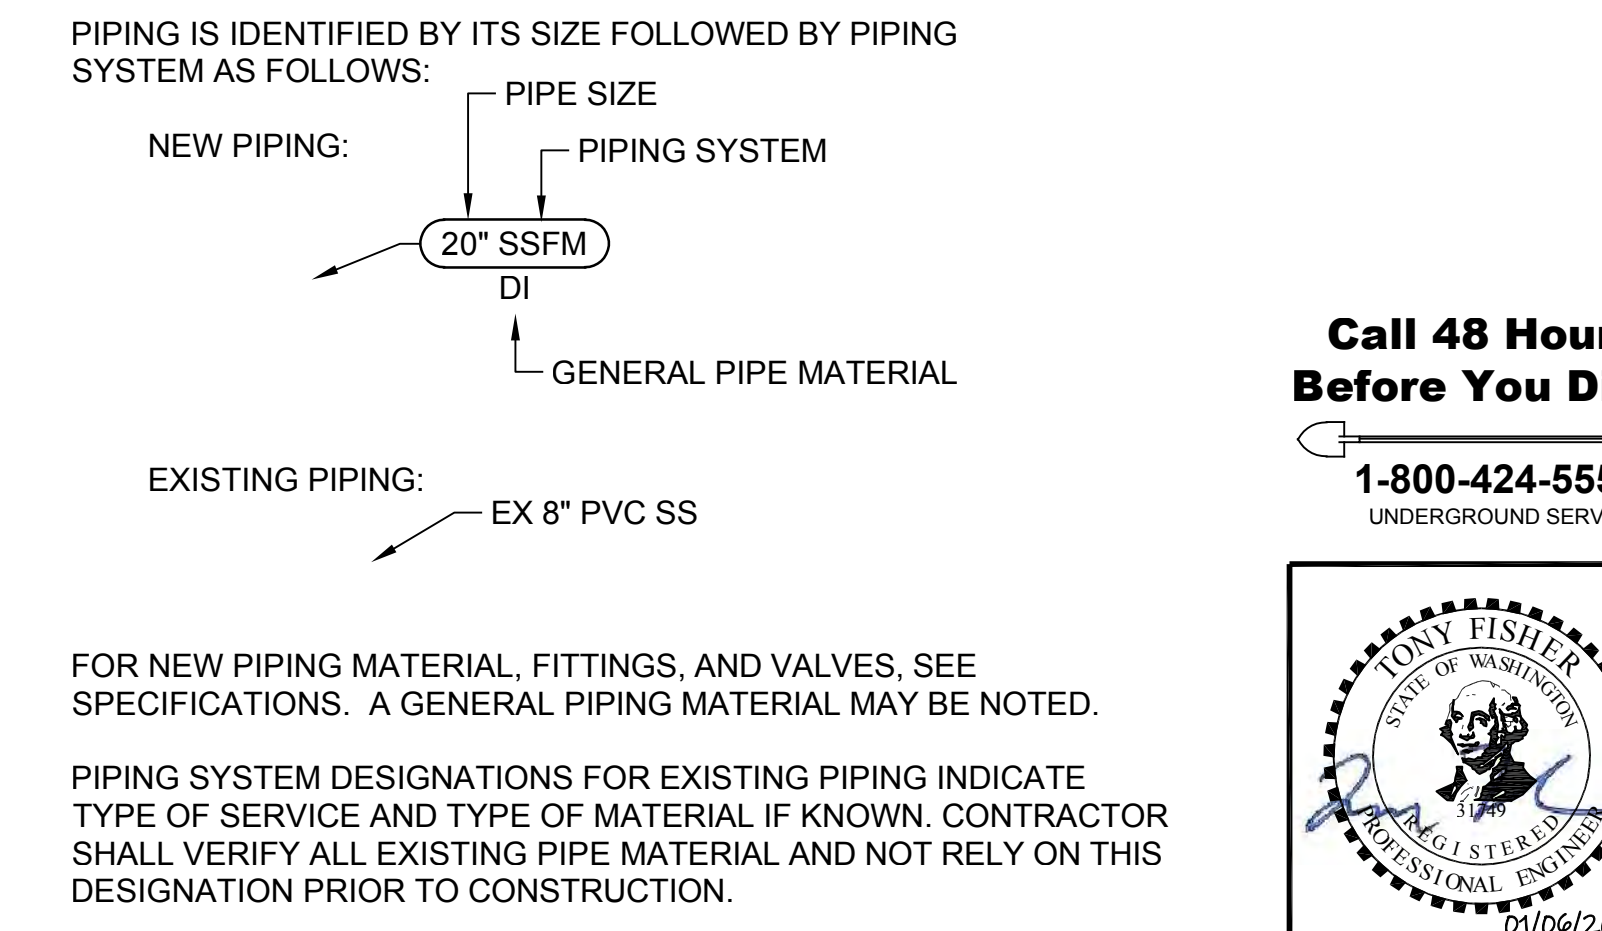 PIPING IS IDENTIFIED BY ITS SIZE FOLLOWED BY PIPING
SYSTEM AS FOLLOWS:
PIPE SIZE
NEW PIPING:
PIPING SYSTEM
20" SSFM
DI
GENERAL PIPE MATERIAL
EXISTING PIPING:
EX 8" PVC SS
FOR NEW PIPING MATERIAL, FITTINGS, AND VALVES, SEE
SPECIFICATIONS.  A GENERAL PIPING MATERIAL MAY BE NOTED.
PIPING SYSTEM DESIGNATIONS FOR EXISTING PIPING INDICATE
TYPE OF SERVICE AND TYPE OF MATERIAL IF KNOWN. CONTRACTOR
SHALL VERIFY ALL EXISTING PIPE MATERIAL AND NOT RELY ON THIS
DESIGNATION PRIOR TO CONSTRUCTION.
Call 48
Before You
1-800-424-555
UNDERGROUND
TONY FISHER
STATE OF WASHINGTON
31749
REGISTERED
PROFESSIONAL ENGINEER
01/06/2